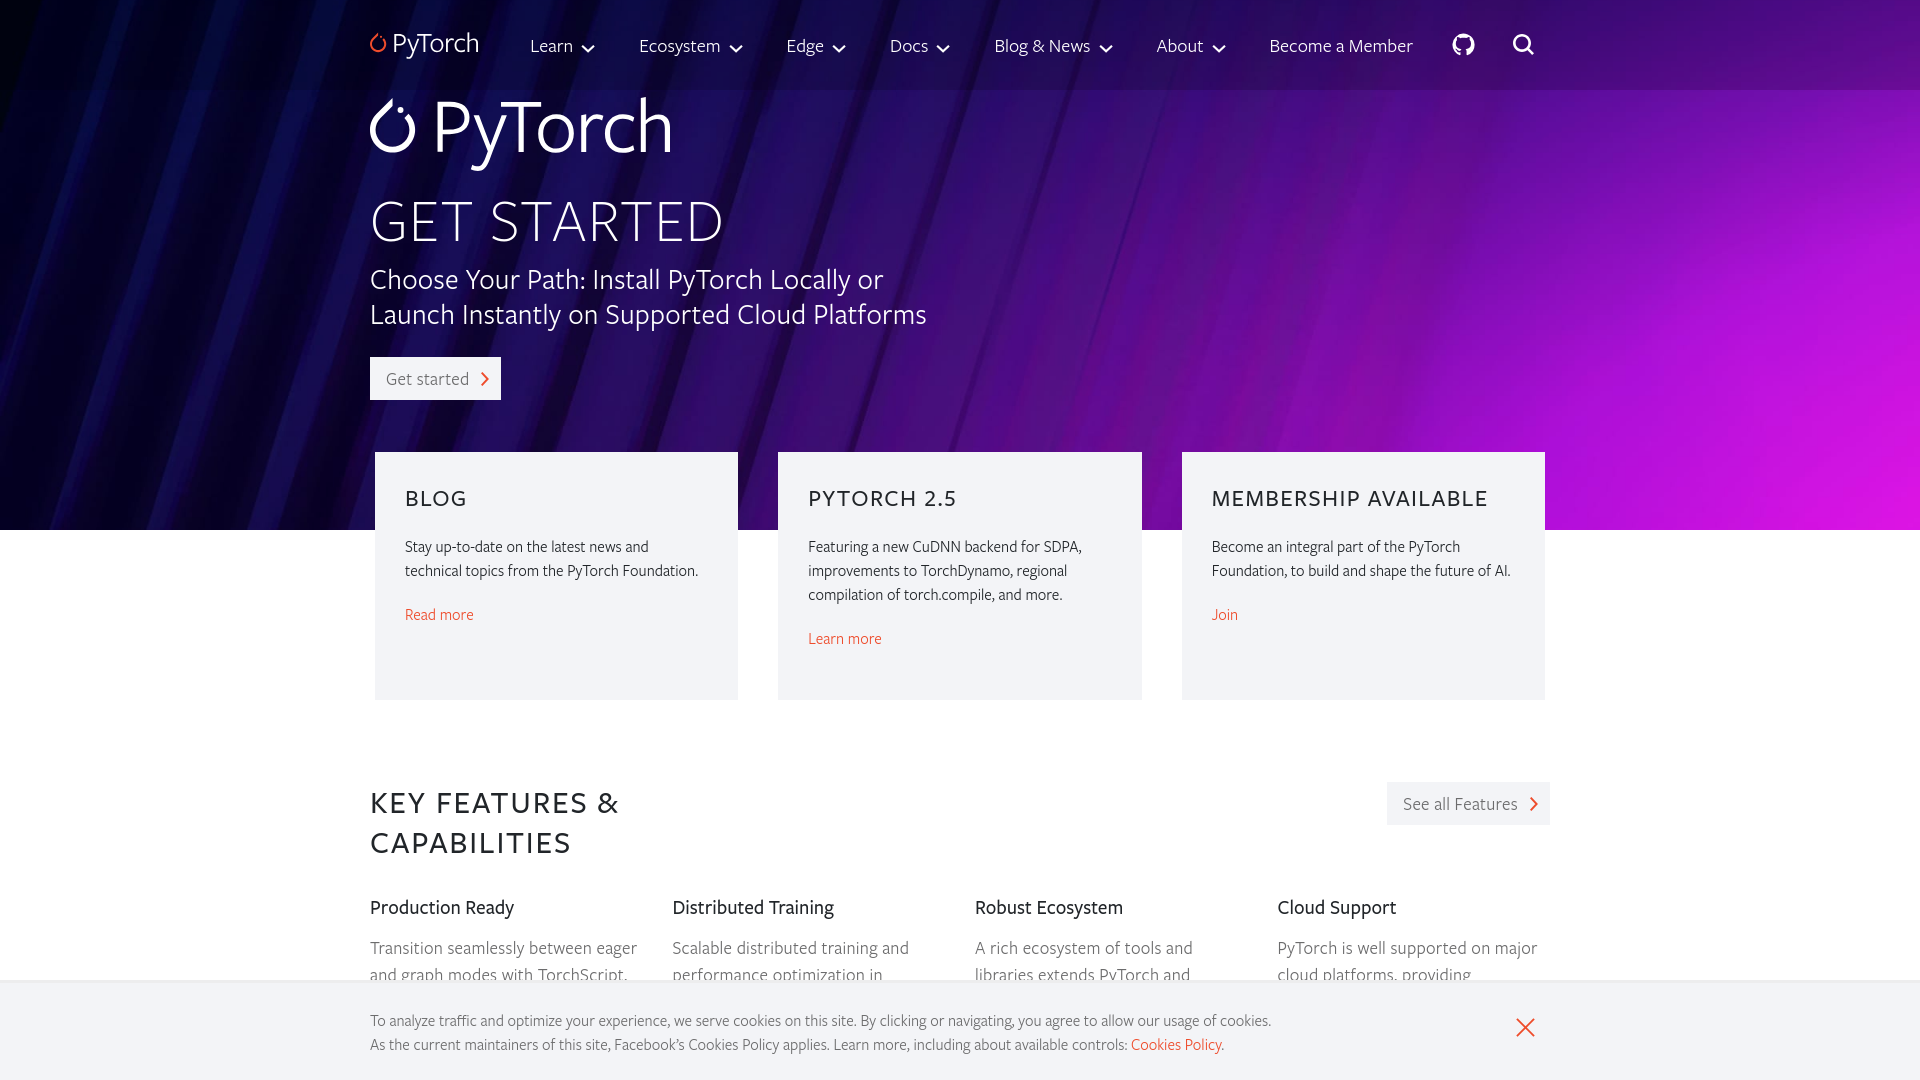 PyTorch
Learn
Ecosystem
Edge
Docs
Blog & News
About
Become a Member
PyTorch
GET STARTED
Choose Your Path: Install PyTorch Locally or
Launch Instantly on Supported Cloud Platforms
Get started
BLOG
Stay up-to-date on the latest news and
technical topics from the PyTorch Foundation.
Read more
PYTORCH 2.5
Featuring a new CuDNN backend for SDPA,
improvements to TorchDynamo, regional
compilation of torch.compile, and more.
Learn more
MEMBERSHIP AVAILABLE
Become an integral part of the PyTorch
Foundation, to build and shape the future of AI.
Join
KEY FEATURES &
CAPABILITIES
See all Features
Production Ready
Transition seamlessly between eager
and graph modes with TorchScript,
Distributed Training
Scalable distributed training and
performance optimization in
Robust Ecosystem
A rich ecosystem of tools and
libraries extends PyTorch and
Cloud Support
PyTorch is well supported on major
cloud platforms, providing
To analyze traffic and optimize your experience, we serve cookies on this site. By clicking or navigating, you agree to allow our usage of cookies.
As the current maintainers of this site, Facebook’s Cookies Policy applies. Learn more, including about available controls: Cookies Policy.